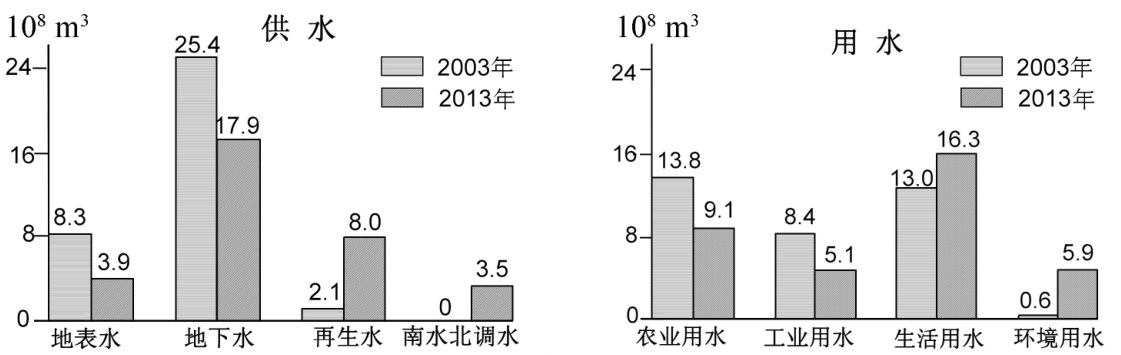 供 水
10⁸ m³
24
16
8
0
25.4
17.9
8.3
3.9
2.1
8.0
0
3.5
2003年
2013年
地表水 地下水 再生水 南水北调水
用 水
10⁸ m³
24
16
8
0
13.8
9.1
8.4
5.1
13.0
16.3
0.6
5.9
2003年
2013年
农业用水 工业用水 生活用水 环境用水